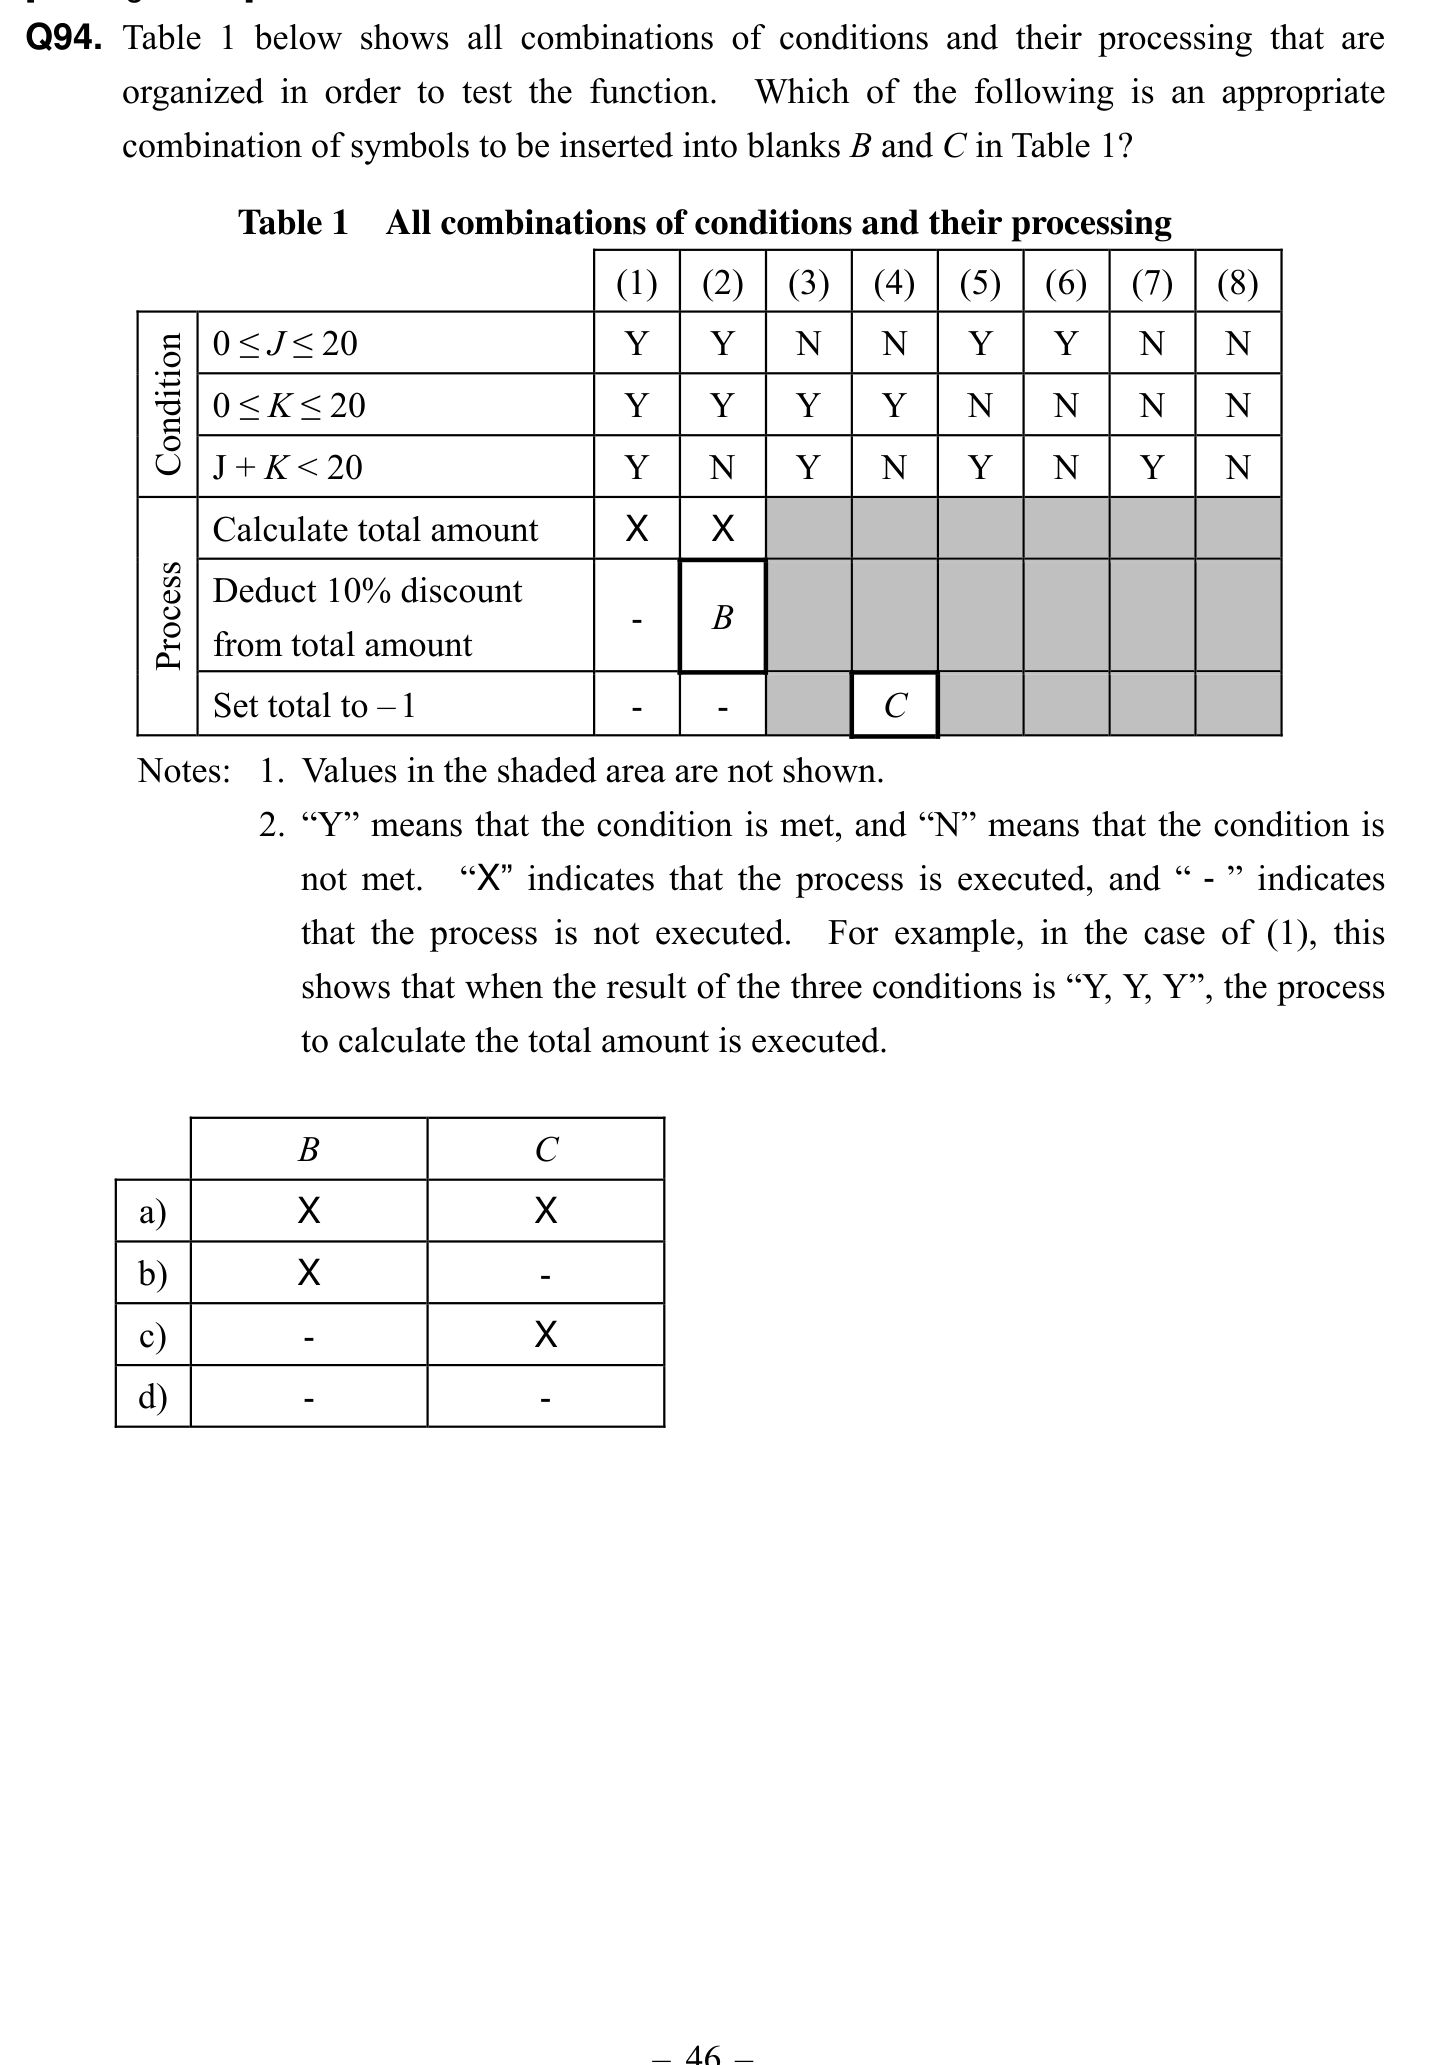 Q94. Table 1 below shows all combinations of conditions and their processing that are
organized in order to test the function. Which of the following is an appropriate
combination of symbols to be inserted into blanks B and C in Table 1?
Table 1 All combinations of conditions and their processing
(1) (2) (3) (4) (5) (6) (7) (8)
Condition
0 ≤ J ≤ 20 Y Y N N Y Y N N
0 ≤ K ≤ 20 Y Y Y Y N N N N
J + K < 20 Y N Y N Y N Y N
Process
Calculate total amount X X
Deduct 10% discount
from total amount - B
Set total to – 1 - - C
Notes: 1. Values in the shaded area are not shown.
2. “Y” means that the condition is met, and “N” means that the condition is
not met. “X” indicates that the process is executed, and “ - ” indicates
that the process is not executed. For example, in the case of (1), this
shows that when the result of the three conditions is “Y, Y, Y”, the process
to calculate the total amount is executed.
B C
a) X X
b) X -
c) - X
d) - -
– 46 –